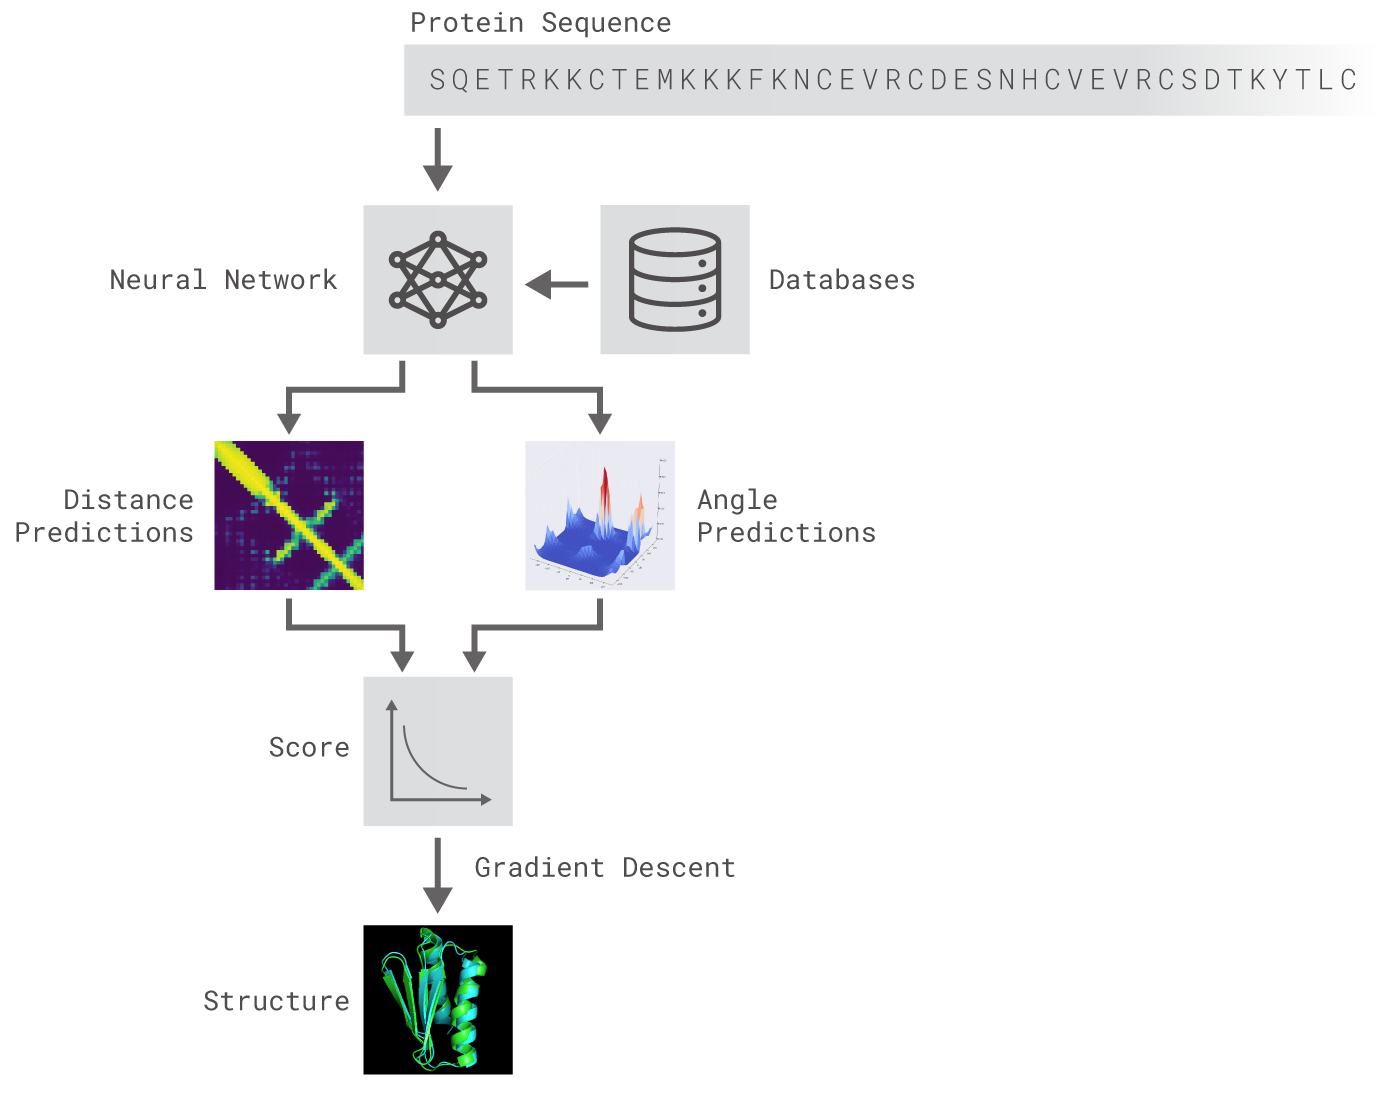 Protein Sequence
SQETRKKCTEMKKKFKNCEVRCDESNHCVEVRCSDTKYTLC
Neural Network
Databases
Distance
Predictions
Angle
Predictions
Score
Gradient Descent
Structure